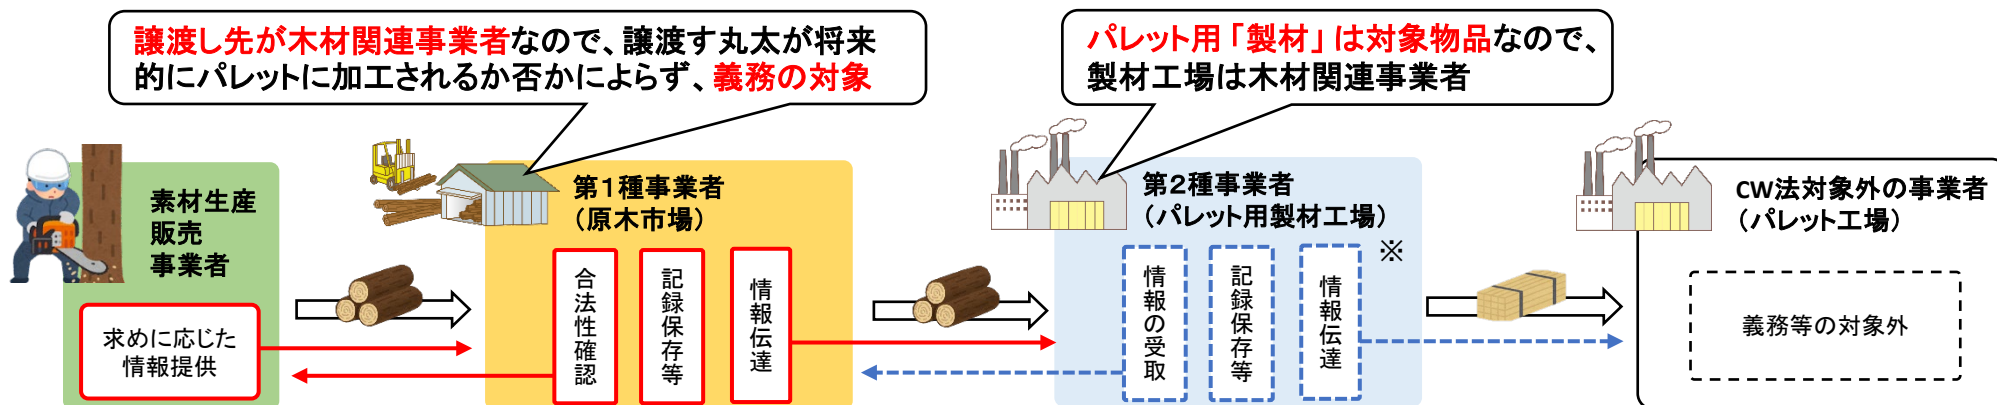 譲渡し先が木材関連事業者なので、譲渡す丸太が将来
的にパレットに加工されるか否かによらず、義務の対象
パレット用「製材」は対象物品なので、
製材工場は木材関連事業者
素材生産
販売
事業者
求めに応じた
情報提供
第1種事業者
(原木市場)
合法性確認
記録保存等
情報伝達
第2種事業者
(パレット用製材工場)
※
情報の受取
記録保存等
情報伝達
CW法対象外の事業者
(パレット工場)
義務等の対象外